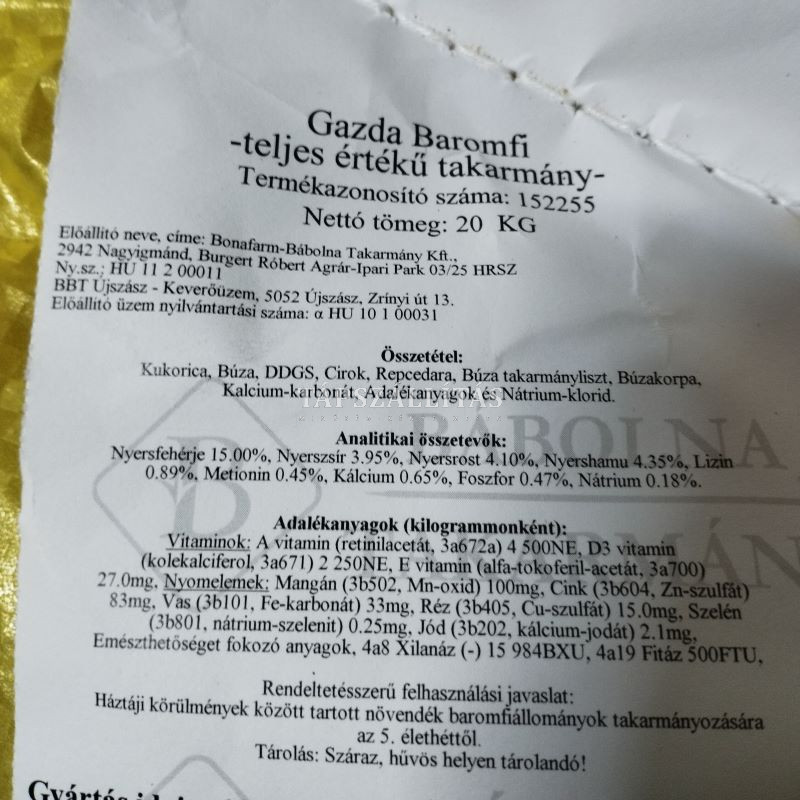 Gazda Baromfi
-teljes értékű takarmány-
Termékazonosító száma: 152255
Nettó tömeg: 20 KG
Előállító neve, címe: Bonafarm-Bábolna Takarmány Kft.,
2942 Nagyigmánd, Burgert Róbert Agrár-Ipari Park 03/25 HRSZ
Ny.sz.: HU 11 2 00011
BBT Újszász - Keverőüzem, 5052 Újszász, Zrínyi út 13.
Előállító üzem nyilvántartási száma: α HU 10 1 00031
Összetétel:
Kukorica, Búza, DDGS, Cirok, Repcedara, Búza takarmányliszt, Búzakorpa,
Kalcium-karbonát, Adalékanyagok és Nátrium-klorid.
TÁPSZÁLLÍTÁS
BÁBOLNA
Analitikai összetevők:
Nyersfehérje 15.00%, Nyerszsír 3.95%, Nyersrost 4.10%, Nyershamu 4.35%, Lizin
0.89%, Metionin 0.45%, Kálcium 0.65%, Foszfor 0.47%, Nátrium 0.18%.
Adalékanyagok (kilogrammonként):
Vitaminok: A vitamin (retinilacetát, 3a672a) 4 500NE, D3 vitamin
(kolekalciferol, 3a671) 2 250NE, E vitamin (alfa-tokoferil-acetát, 3a700)
27.0mg, Nyomelemek: Mangán (3b502, Mn-oxid) 100mg, Cink (3b604, Zn-szulfát)
83mg, Vas (3b101, Fe-karbonát) 33mg, Réz (3b405, Cu-szulfát) 15.0mg, Szelén
(3b801, nátrium-szelenit) 0.25mg, Jód (3b202, kálcium-jodát) 2.1mg,
Emészthetőséget fokozó anyagok, 4a8 Xilanáz (-) 15 984BXU, 4a19 Fitáz 500FTU,
Rendeltetésszerű felhasználási javaslat:
Háztáji körülmények között tartott növendék baromfiállományok takarmányozására
az 5. élethéttől.
Tárolás: Száraz, hűvös helyen tárolandó!